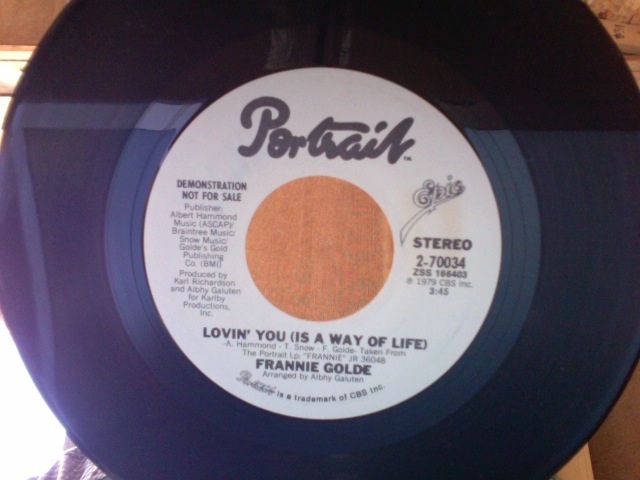 Portrait™
DEMONSTRATION
NOT FOR SALE
Publisher:
Albert Hammond
Music (ASCAP)/
Braintree Music/
Snow Music/
Golde's Gold
Publishing
Co. (BMI)
Produced by
Karl Richardson
and Albhy Galuten
for Karlby
Productions,
Inc.
Epic
STEREO
2-70034
ZSS 166403
℗ 1979 CBS Inc.
3:45
LOVIN' YOU (IS A WAY OF LIFE)
-A. Hammond - T. Snow - F. Golde- Taken From
The Portrait Lp. "FRANNIE" JR 36048
FRANNIE GOLDE
Arranged by Albhy Galuten
Portrait is a trademark of CBS Inc.